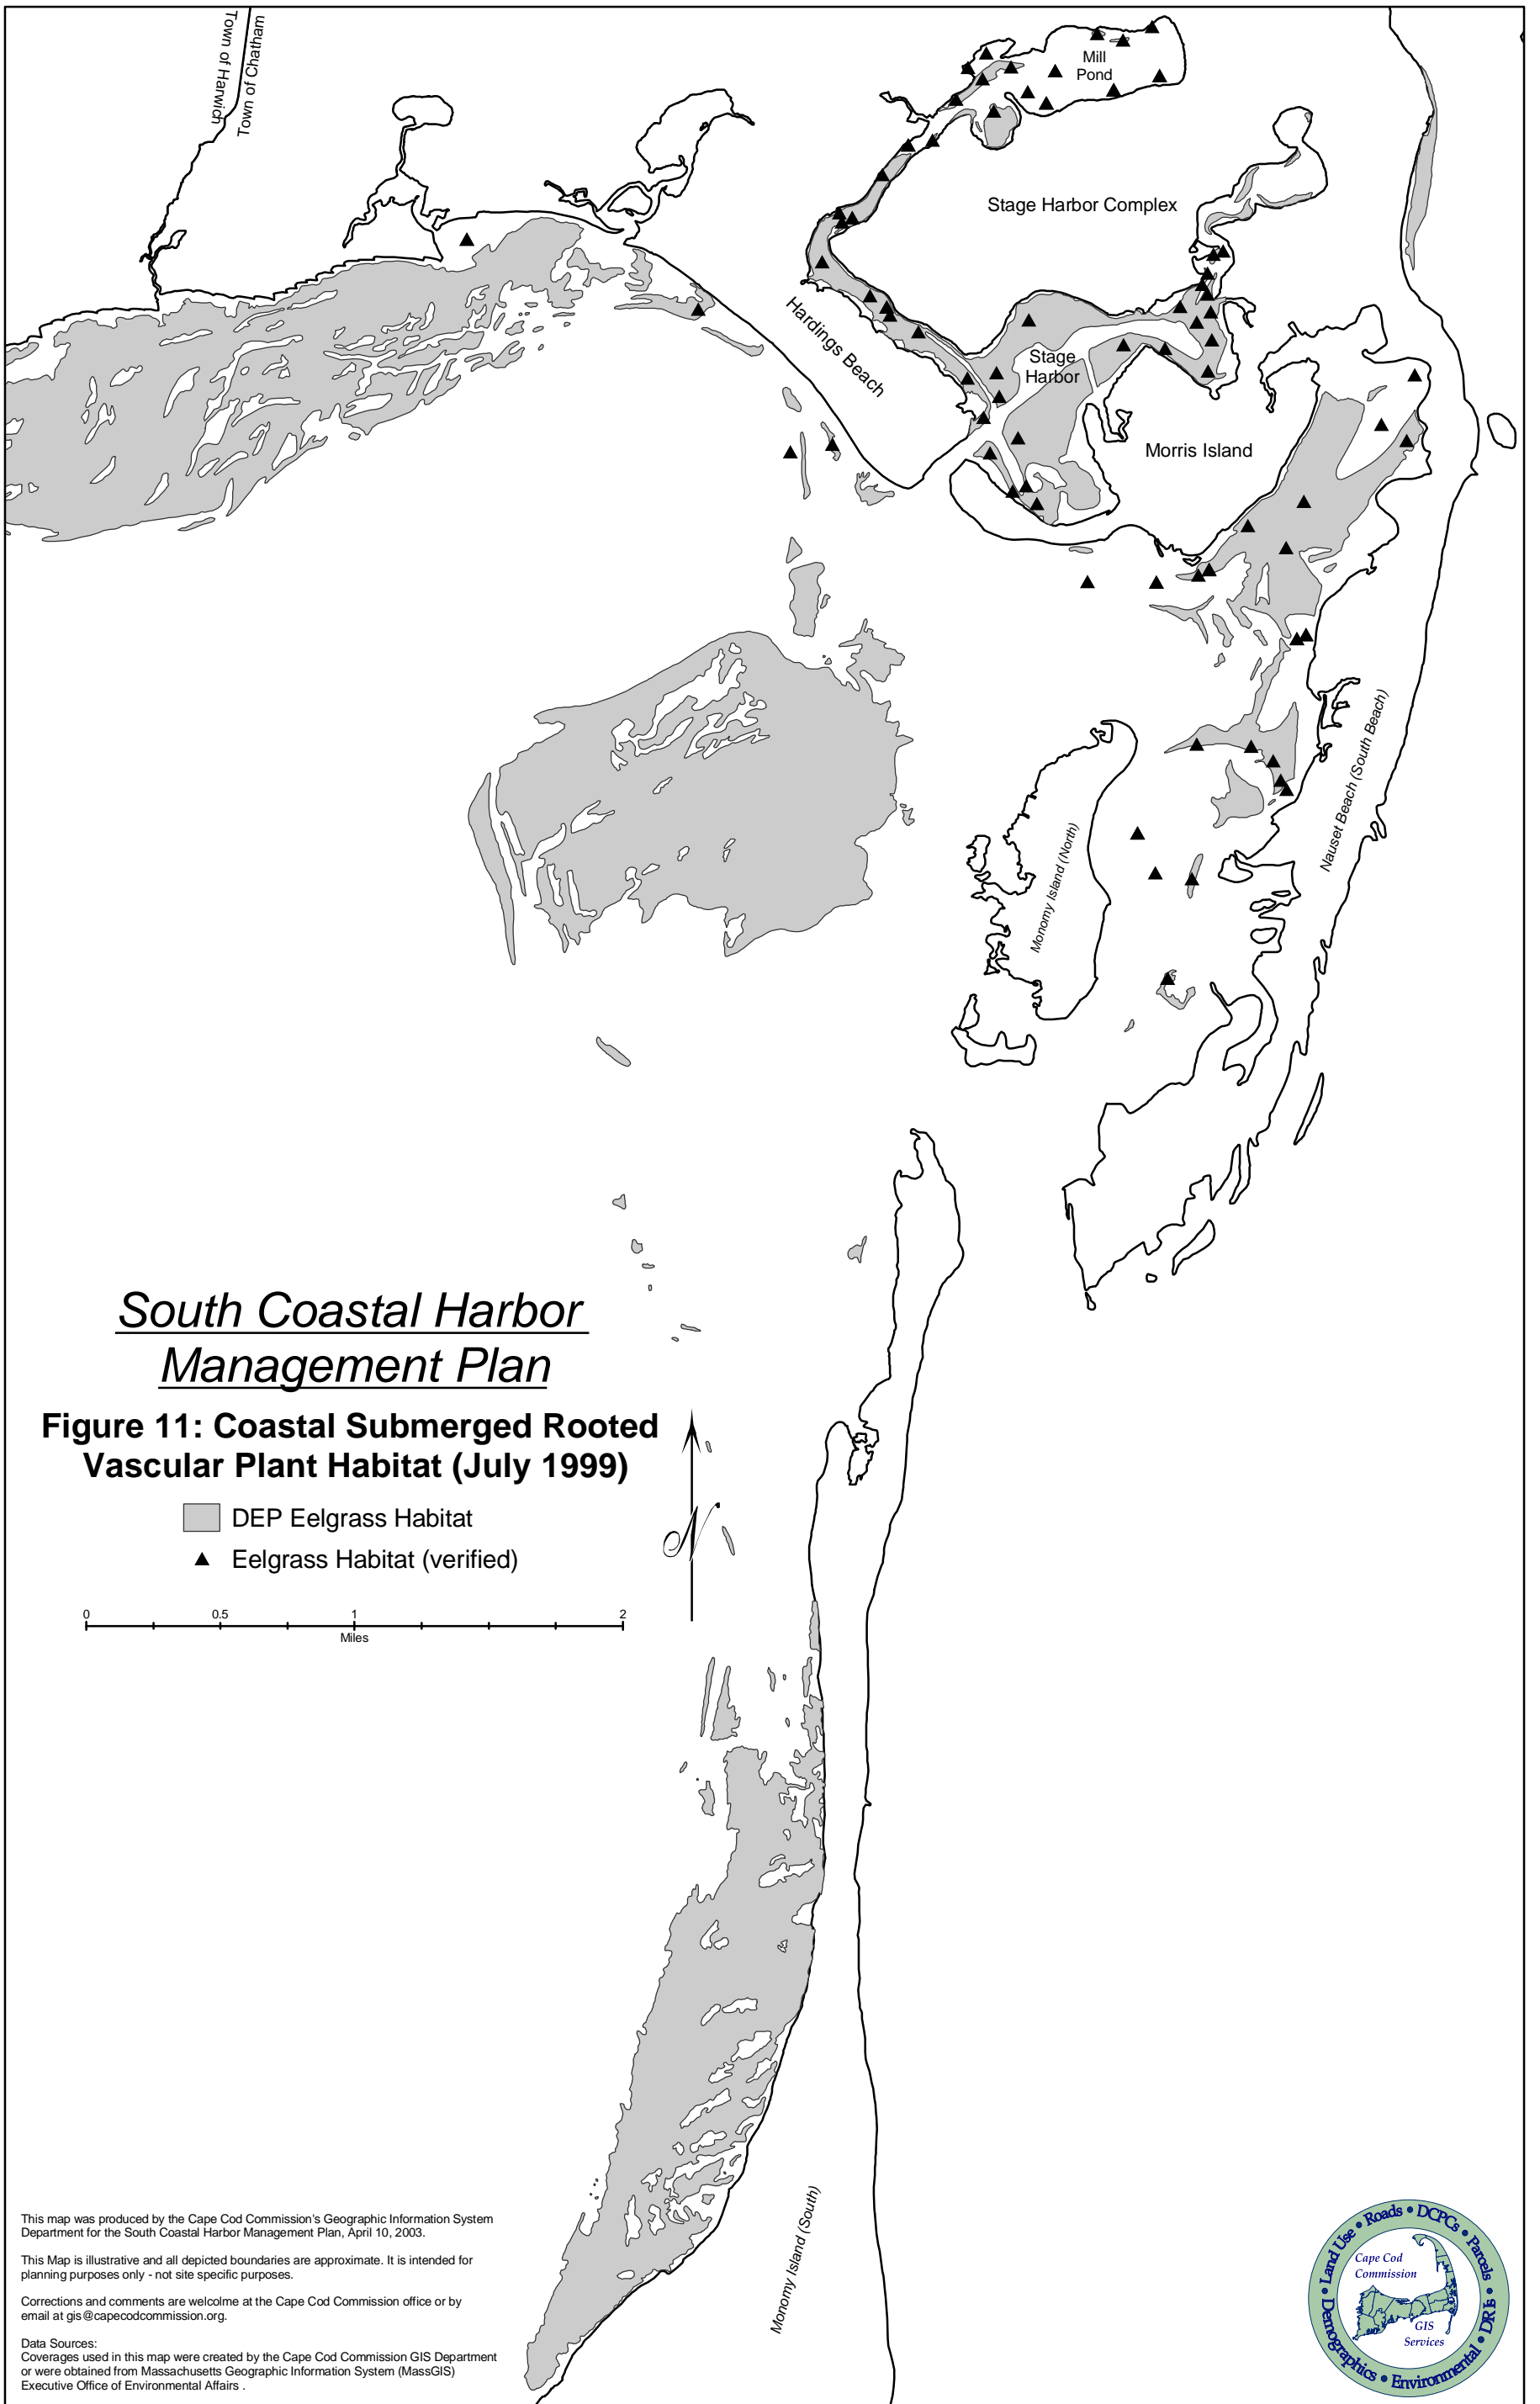 Town of Harwich
Town of Chatham
Mill
Pond
Stage Harbor Complex
Hardings Beach
Stage
Harbor
Morris Island
Nauset Beach (South Beach)
Monomy Island (North)
South Coastal Harbor
Management Plan
Figure 11: Coastal Submerged Rooted
Vascular Plant Habitat (July 1999)
DEP Eelgrass Habitat
Eelgrass Habitat (verified)
0 0.5 1 2
Miles
N
Monomy Island (South)
This map was produced by the Cape Cod Commission's Geographic Information System
Department for the South Coastal Harbor Management Plan, April 10, 2003.
This Map is illustrative and all depicted boundaries are approximate. It is intended for
planning purposes only - not site specific purposes.
Corrections and comments are welcolme at the Cape Cod Commission office or by
email at gis@capecodcommission.org.
Data Sources:
Coverages used in this map were created by the Cape Cod Commission GIS Department
or were obtained from Massachusetts Geographic Information System (MassGIS)
Executive Office of Environmental Affairs .
• Land Use • Roads • DCPCs • Parcels • DRIs • Environmental • Demographics
Cape Cod
Commission
GIS
Services